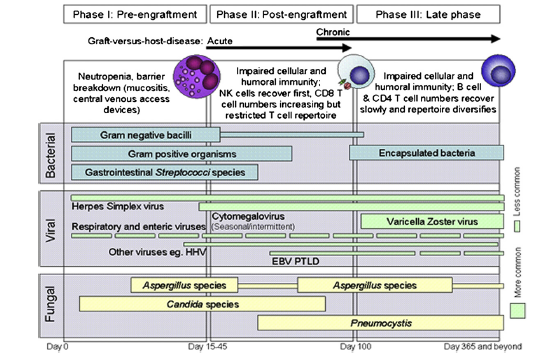 Phase I: Pre-engraftment
Phase II: Post-engraftment
Phase III: Late phase
Graft-versus-host-disease: Acute
Chronic
Neutropenia, barrier
breakdown (mucositis,
central venous access
devices)
Impaired cellular and
humoral immunity;
NK cells recover first, CD8 T
cell numbers increasing but
restricted T cell repertoire
Impaired cellular and
humoral immunity; B cell
& CD4 T cell numbers recover
slowly and repertoire diversifies
Bacterial
Gram negative bacilli
Gram positive organisms
Encapsulated bacteria
Gastrointestinal Streptococci species
Viral
Herpes Simplex virus
Cytomegalovirus
Varicella Zoster virus
Respiratory and enteric viruses
(Seasonal/intermittent)
Other viruses eg. HHV
EBV PTLD
Less common
More common
Fungal
Aspergillus species
Aspergillus species
Candida species
Pneumocystis
Day 0
Day 15-45
Day 100
Day 365 and beyond